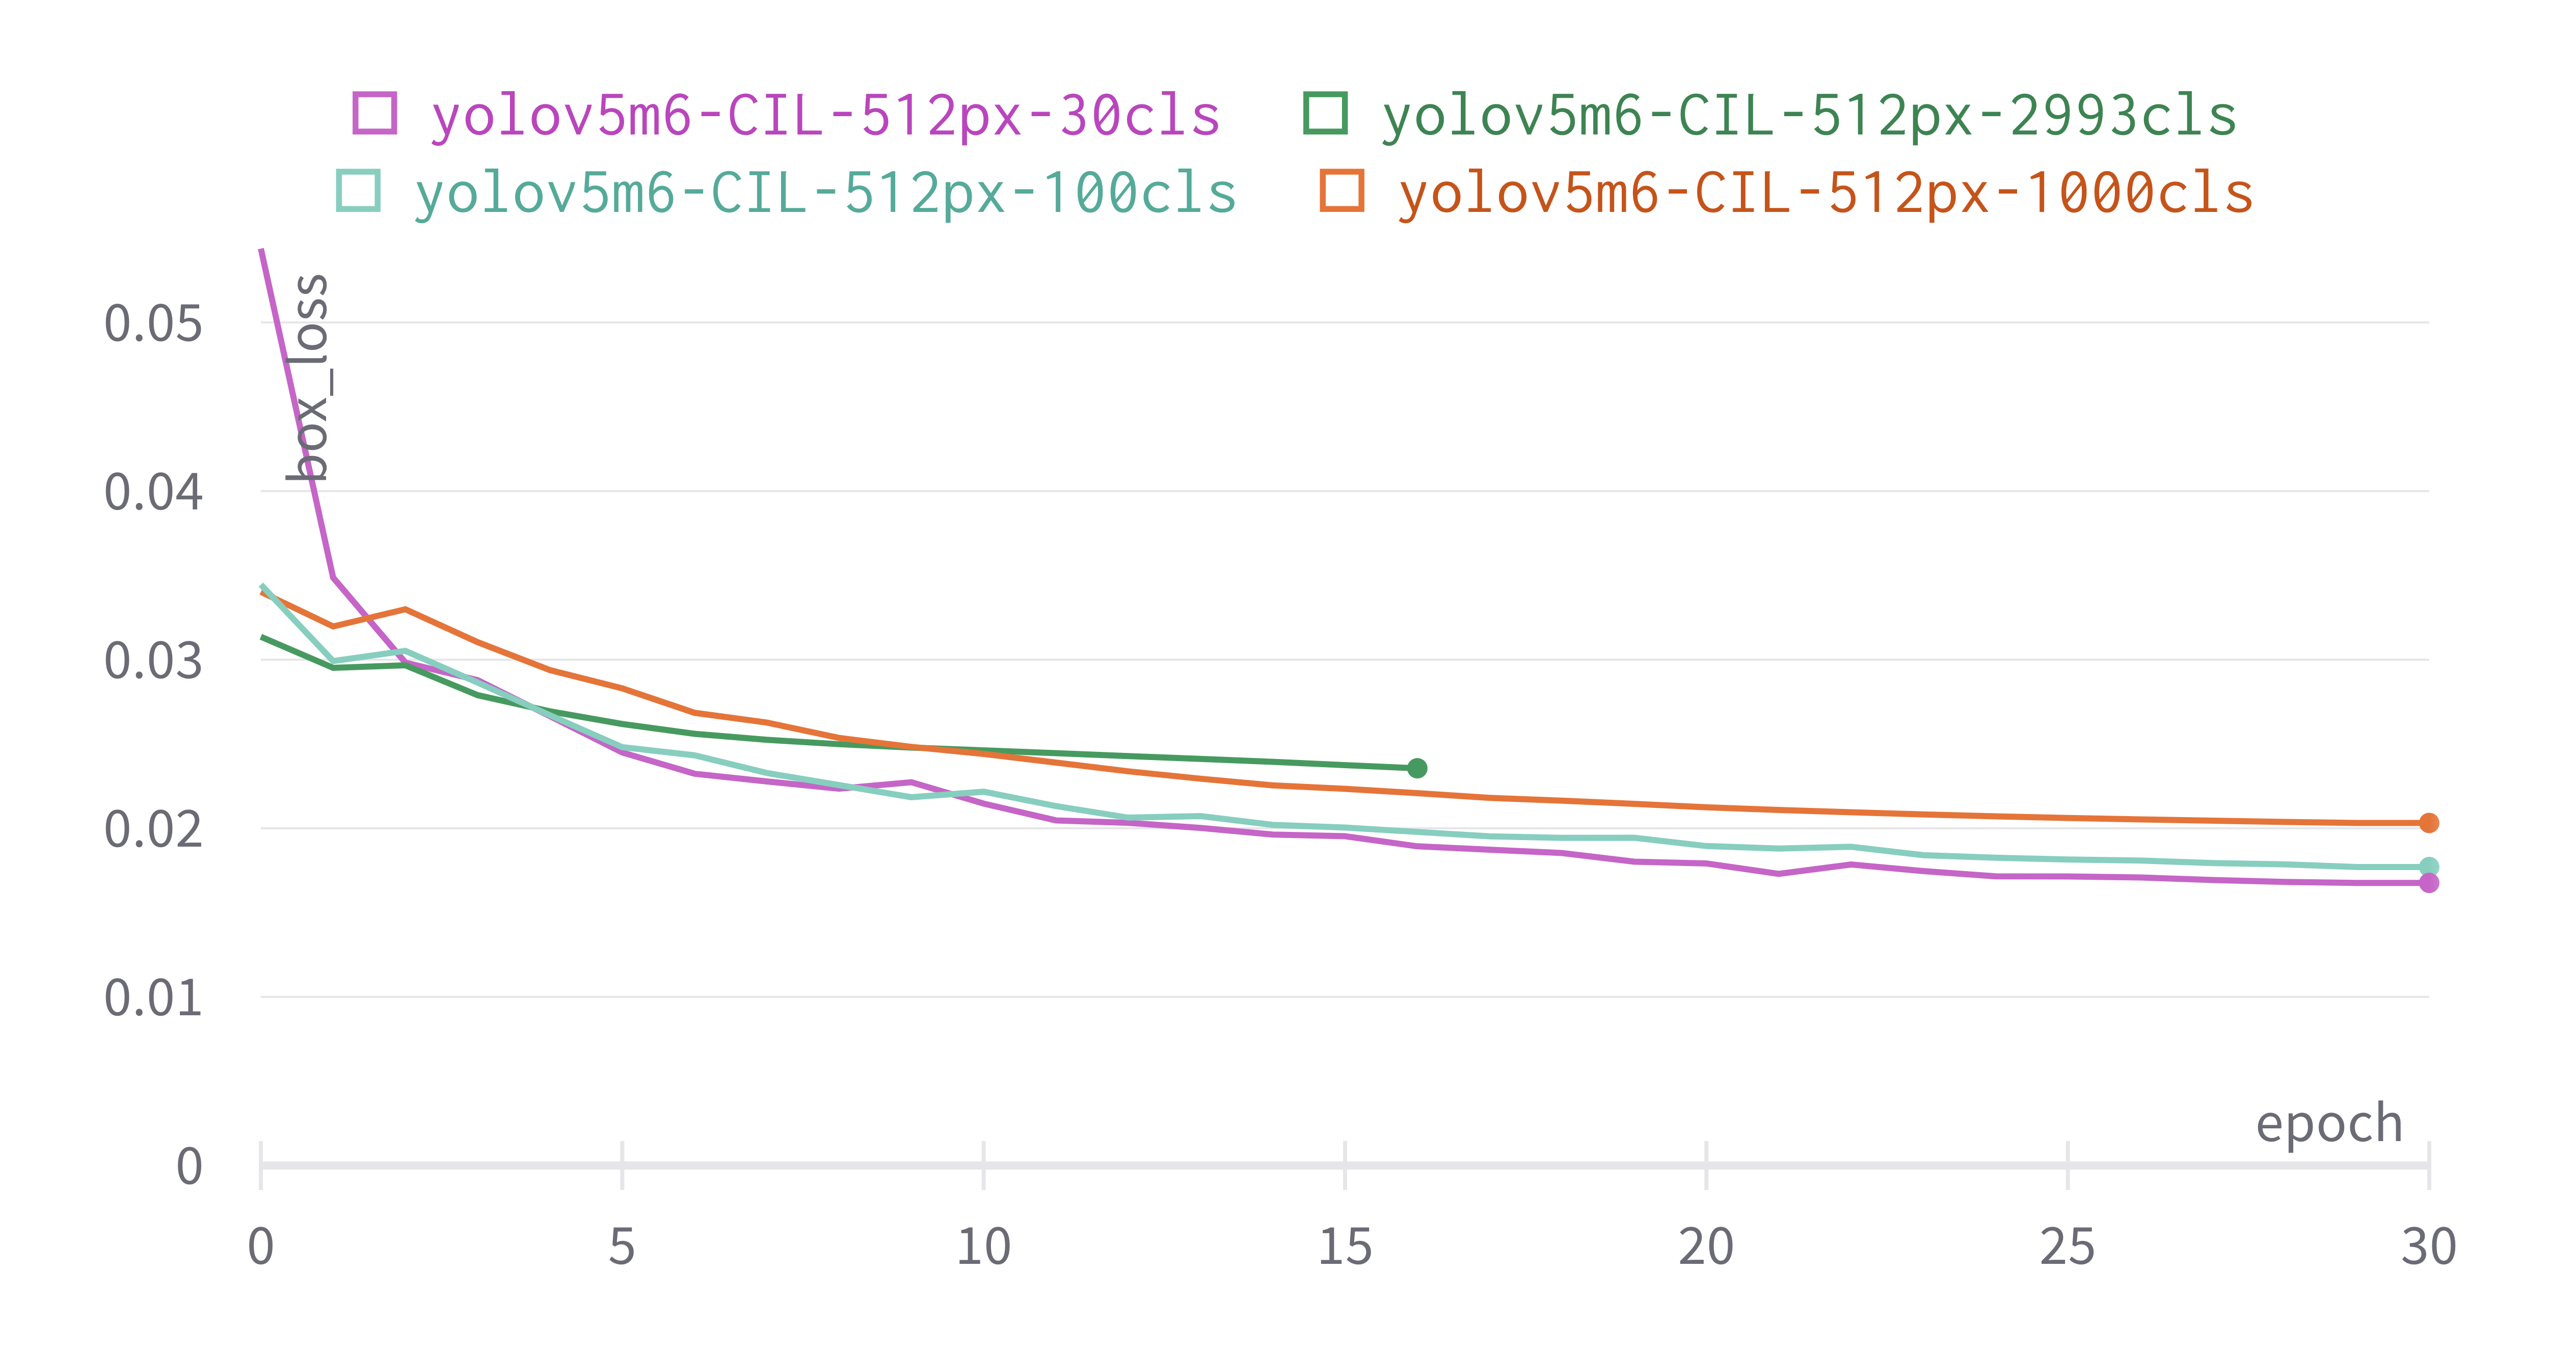 yolov5m6-CIL-512px-30cls yolov5m6-CIL-512px-2993cls
yolov5m6-CIL-512px-100cls yolov5m6-CIL-512px-1000cls
box_loss
0.05
0.04
0.03
0.02
0.01
0
epoch
0 5 10 15 20 25 30